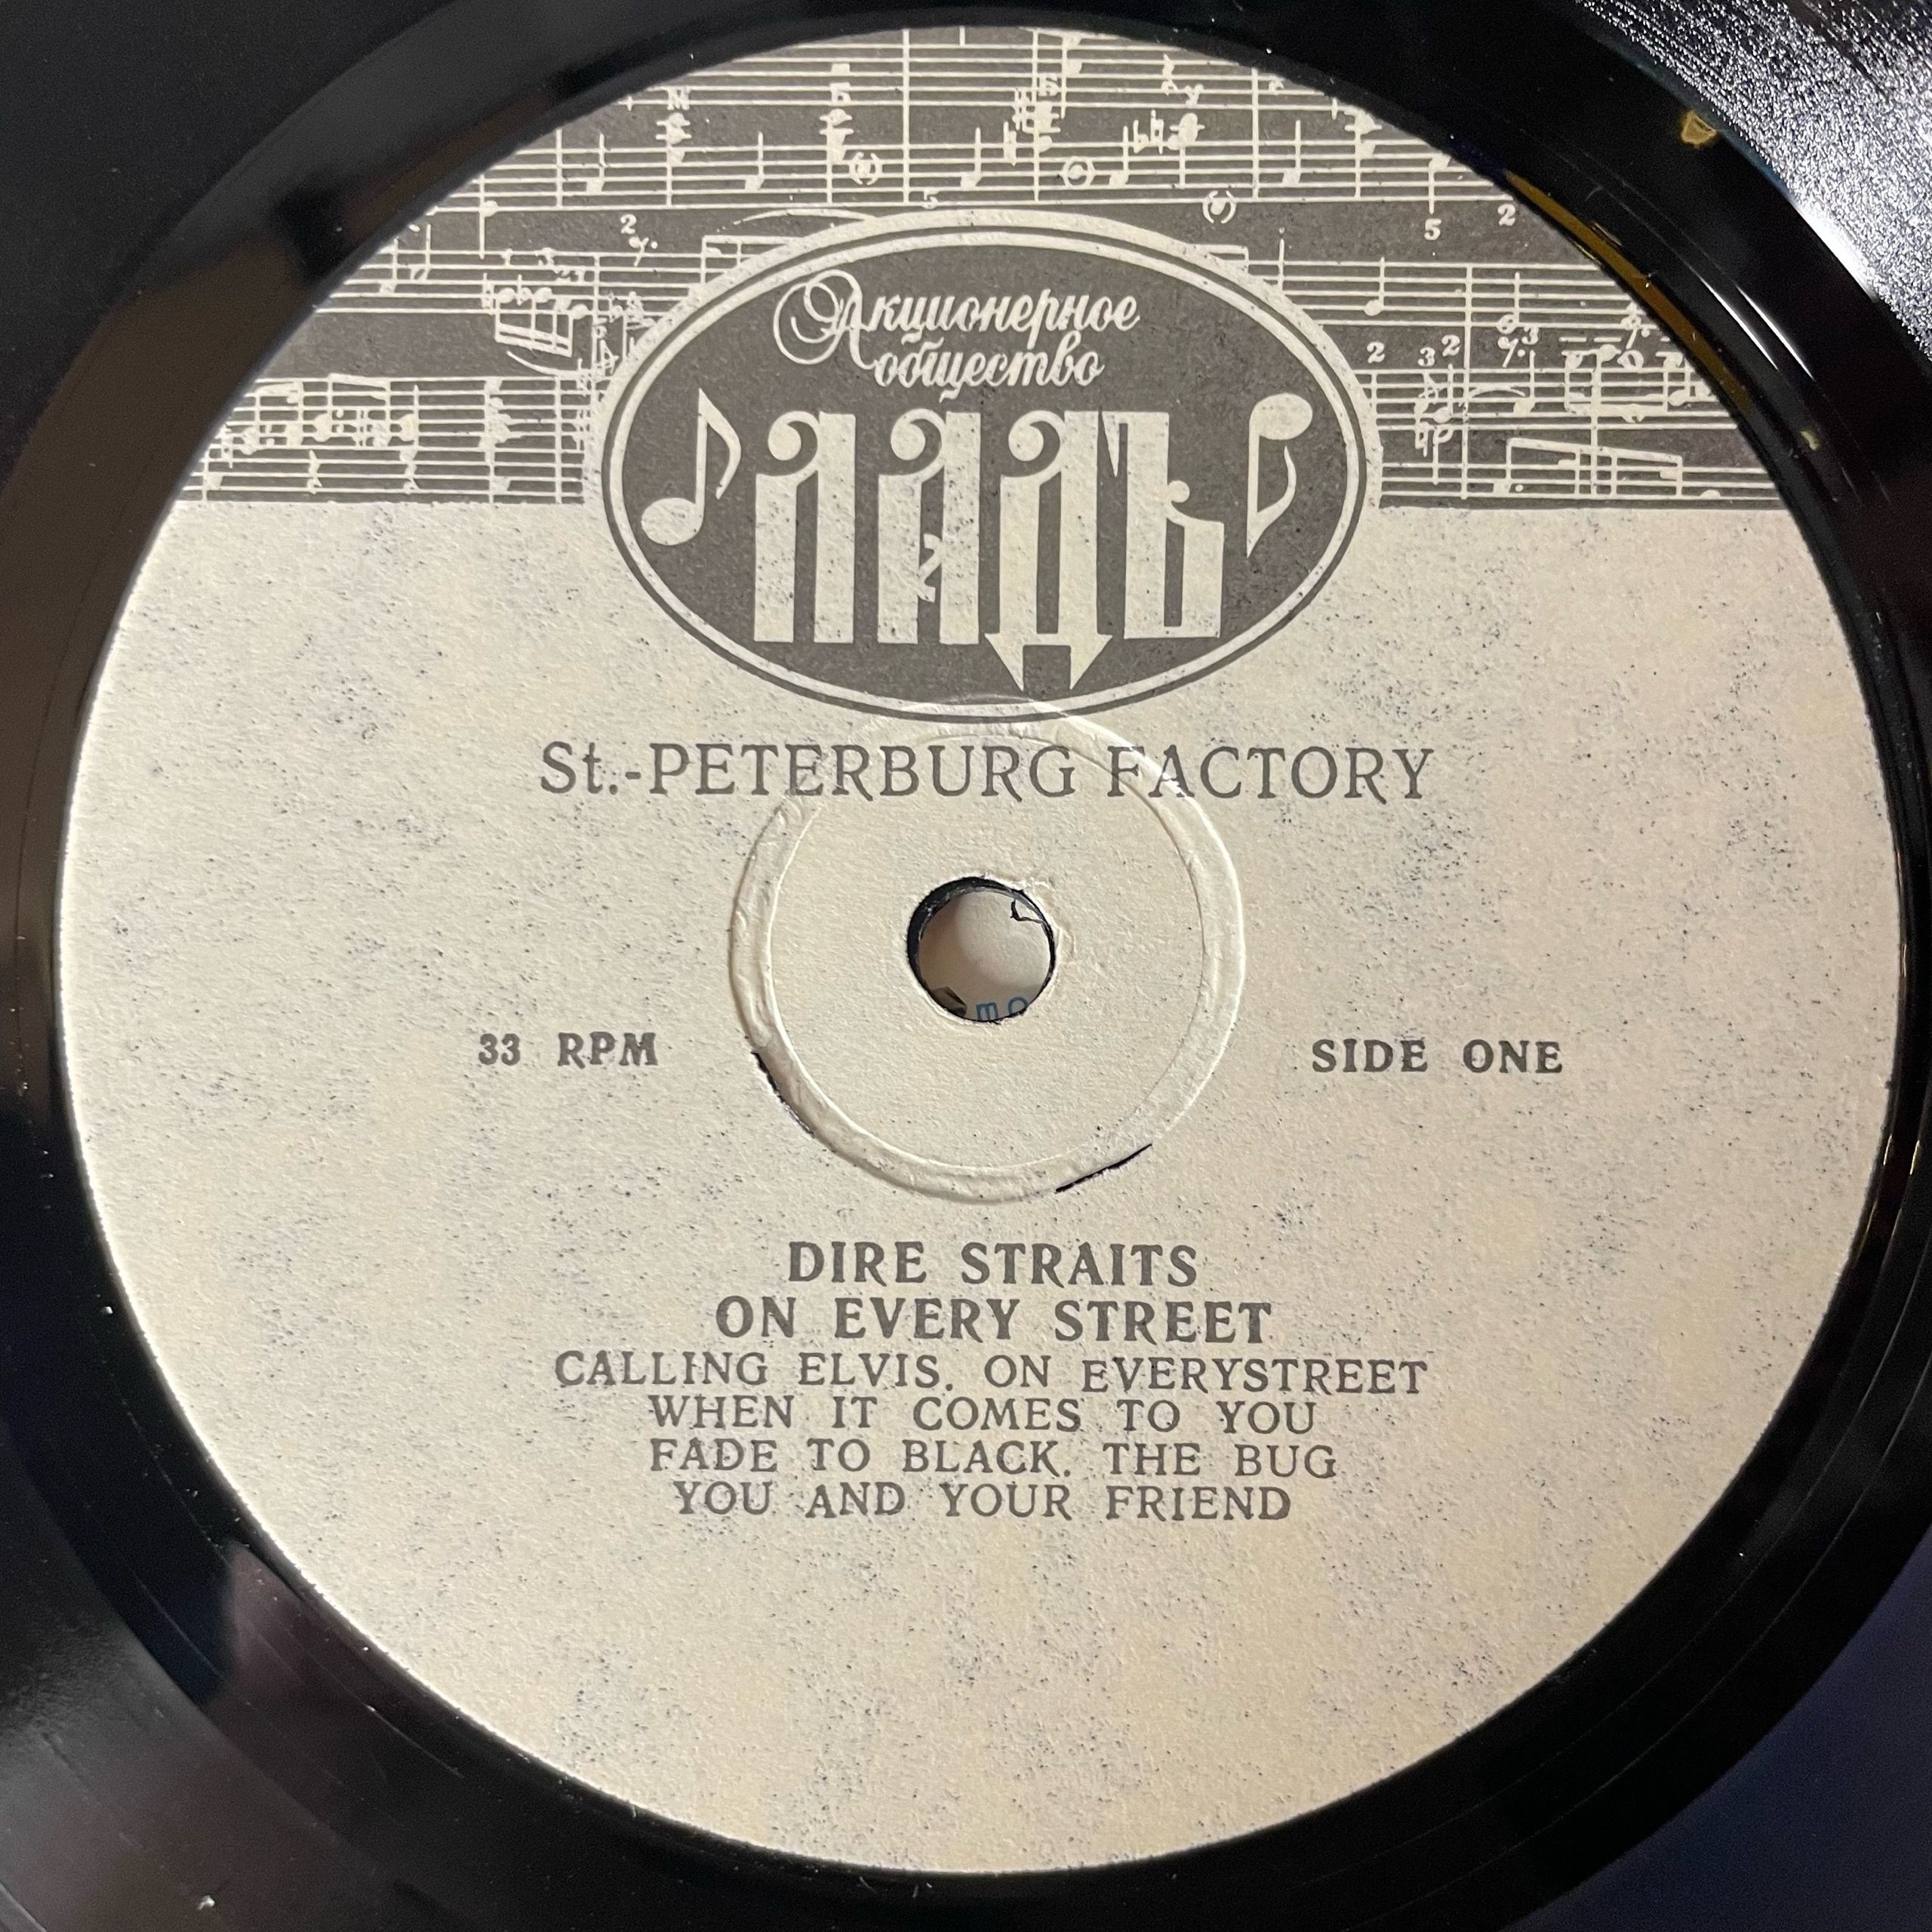 Акционерное
общество
ЛАДЪ
St.-PETERBURG FACTORY
33 RPM
SIDE ONE
DIRE STRAITS
ON EVERY STREET
CALLING ELVIS. ON EVERYSTREET
WHEN IT COMES TO YOU
FADE TO BLACK. THE BUG
YOU AND YOUR FRIEND